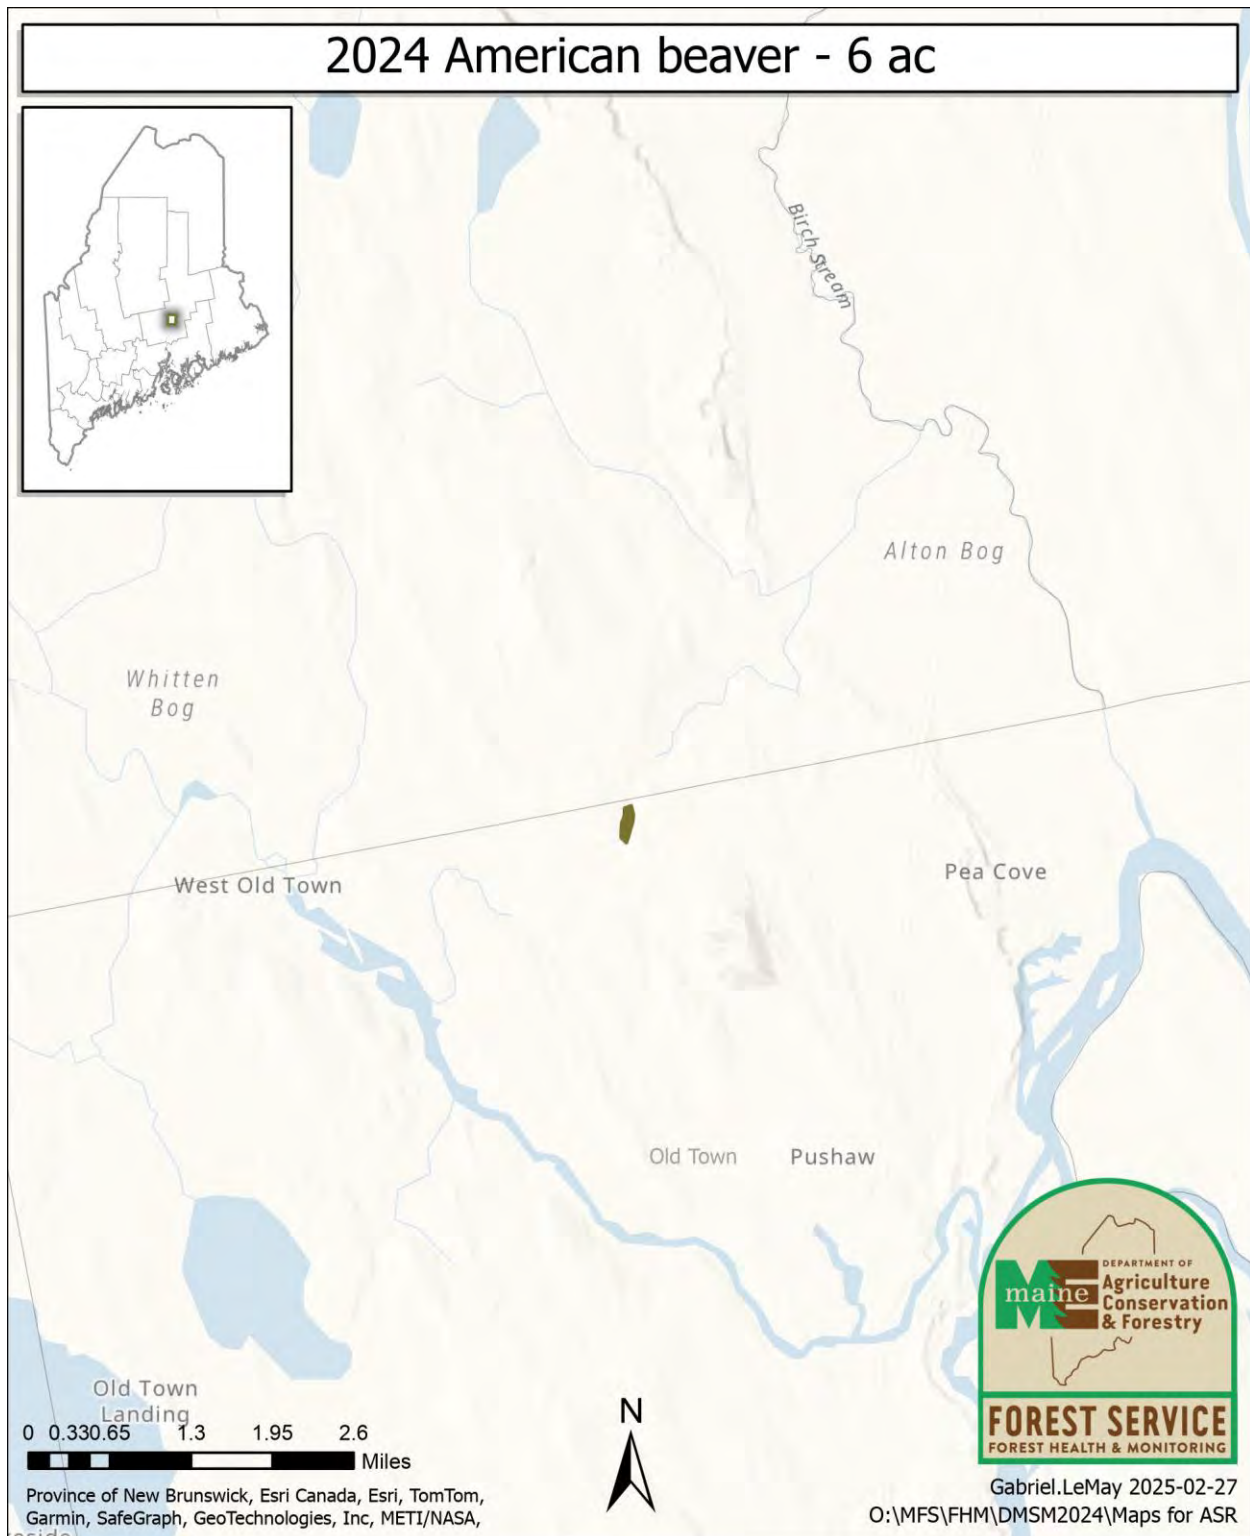 2024 American beaver - 6 ac
Birch Stream
Alton Bog
Whitten
Bog
West Old Town
Pea Cove
Old Town
Pushaw
Old Town
Landing
0 0.33 0.65 1.3 1.95 2.6
Miles
N
Province of New Brunswick, Esri Canada, Esri, TomTom,
Garmin, SafeGraph, GeoTechnologies, Inc, METI/NASA,
maine
DEPARTMENT OF
Agriculture
Conservation
& Forestry
FOREST SERVICE
FOREST HEALTH & MONITORING
Gabriel.LeMay 2025-02-27
O:\MFS\FHM\DMSM2024\Maps for ASR